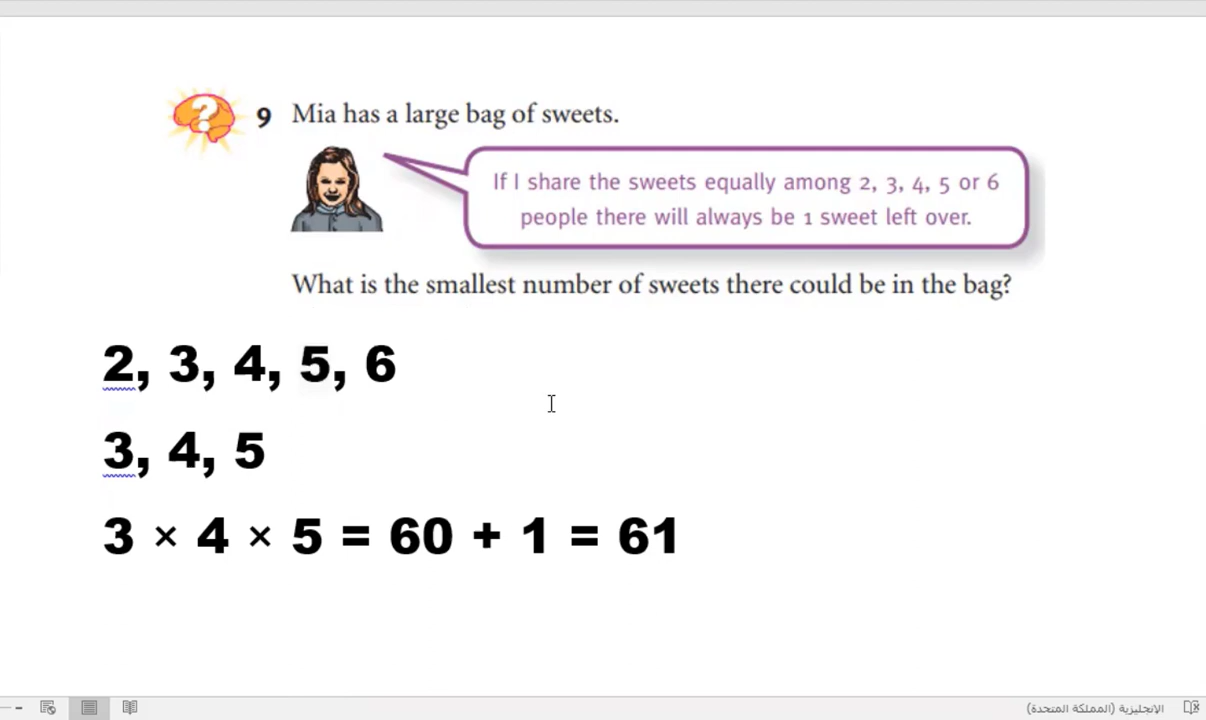 ?
9 Mia has a large bag of sweets.
If I share the sweets equally among 2, 3, 4, 5 or 6
people there will always be 1 sweet left over.
What is the smallest number of sweets there could be in the bag?
2, 3, 4, 5, 6
3, 4, 5
3 × 4 × 5 = 60 + 1 = 61
الإنجليزية (المملكة المتحدة)